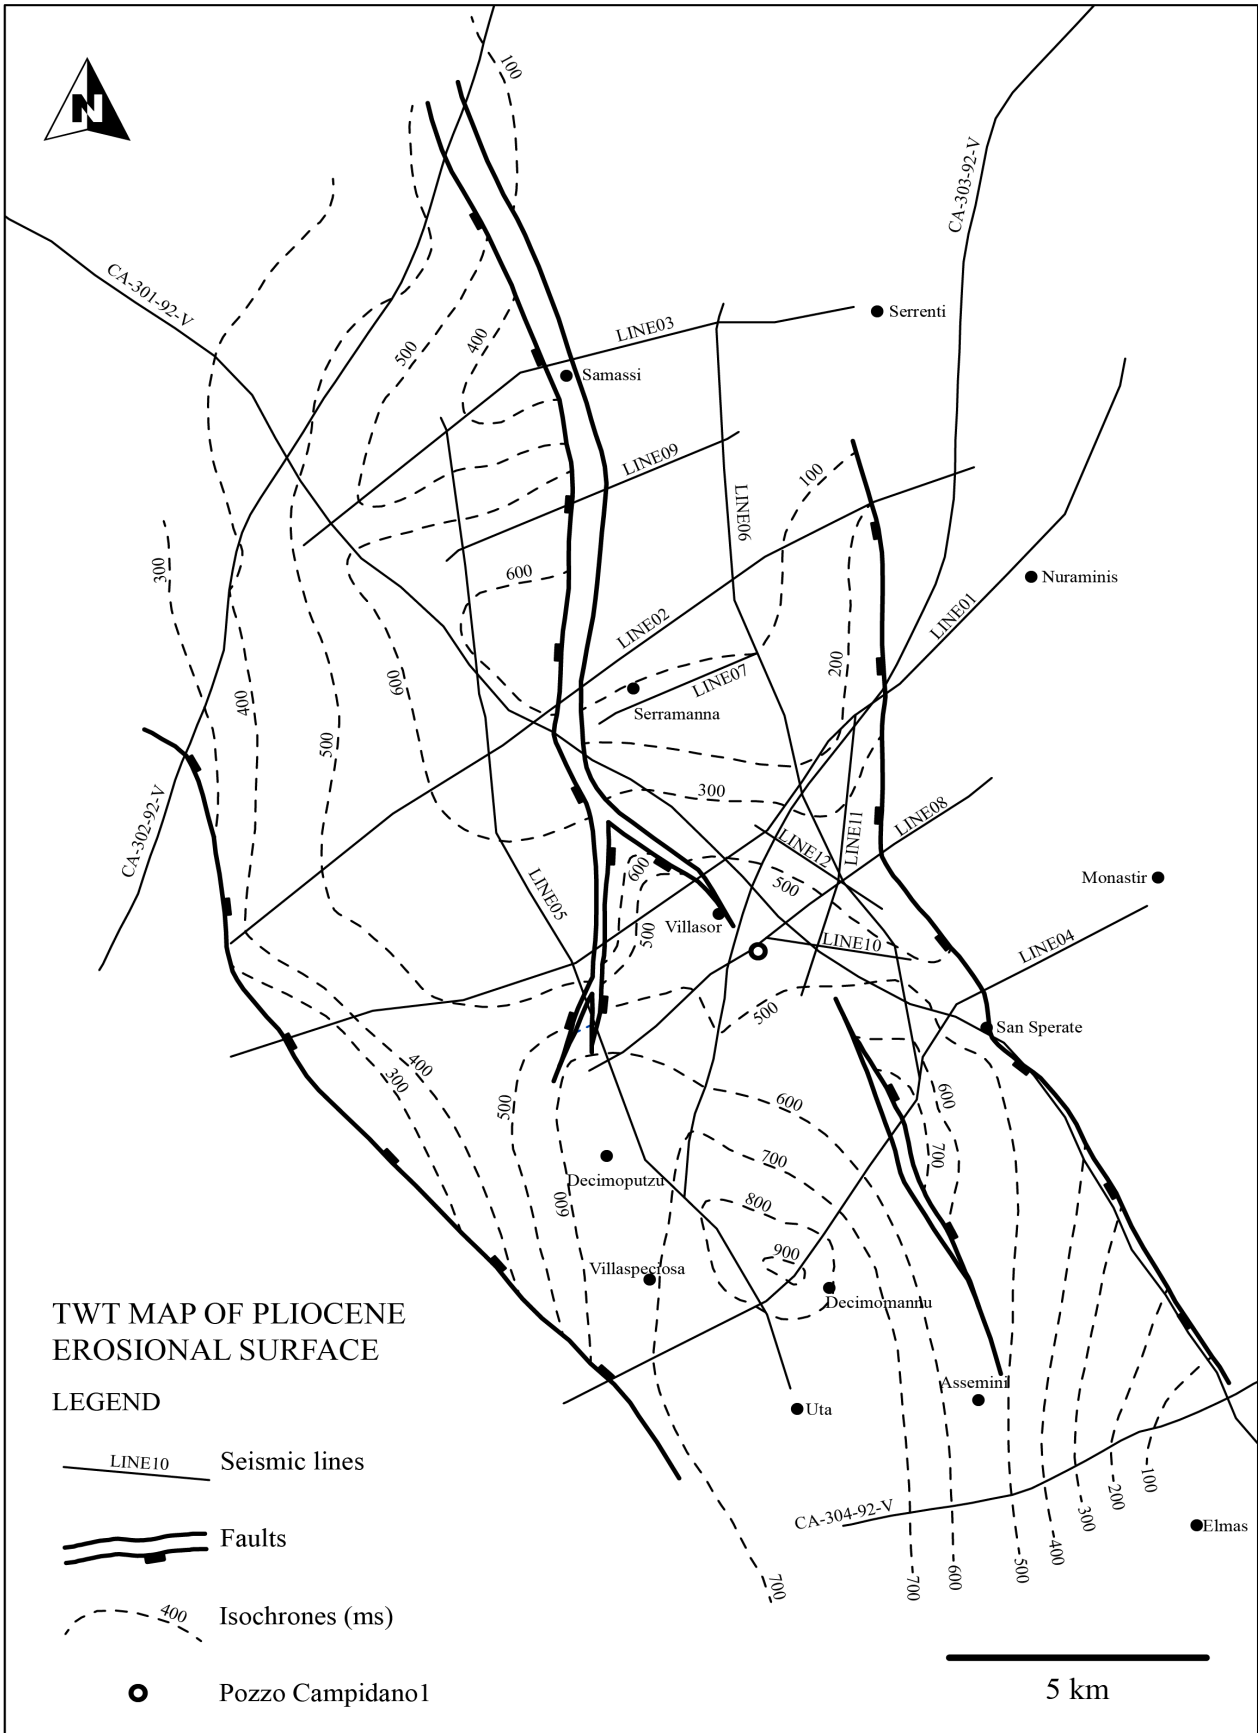 N
100
CA-303-92-V
CA-301-92-V
Serrenti
LINE03
500
400
Samassi
LINE09
100
LINE06
300
600
Nuraminis
LINE02
LINE01
600
200
LINE07
400
Serramanna
500
300
CA-302-92-V
LINE08
LINE11
LINE12
600
500
Monastir
LINE05
Villasor
500
LINE10
LINE04
500
San Sperate
400
300
500
600
600
700
700
Decimoputzu
600
800
900
Villaspeciosa
Decimomannu
TWT MAP OF PLIOCENE
EROSIONAL SURFACE
LEGEND
Assemini
Uta
LINE10
Seismic lines
100
200
300
CA-304-92-V
Elmas
Faults
400
500
600
700
700
400
Isochrones (ms)
Pozzo Campidano1
5 km